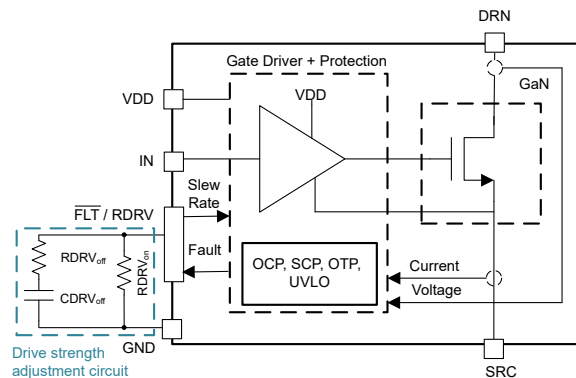 DRN
Gate Driver + Protection
GaN
VDD
VDD
IN
Slew
Rate
FLT / RDRV
Fault
RDRVoff
RDRVon
CDRVoff
OCP, SCP, OTP,
UVLO
Current
Voltage
GND
Drive strength
adjustment circuit
SRC